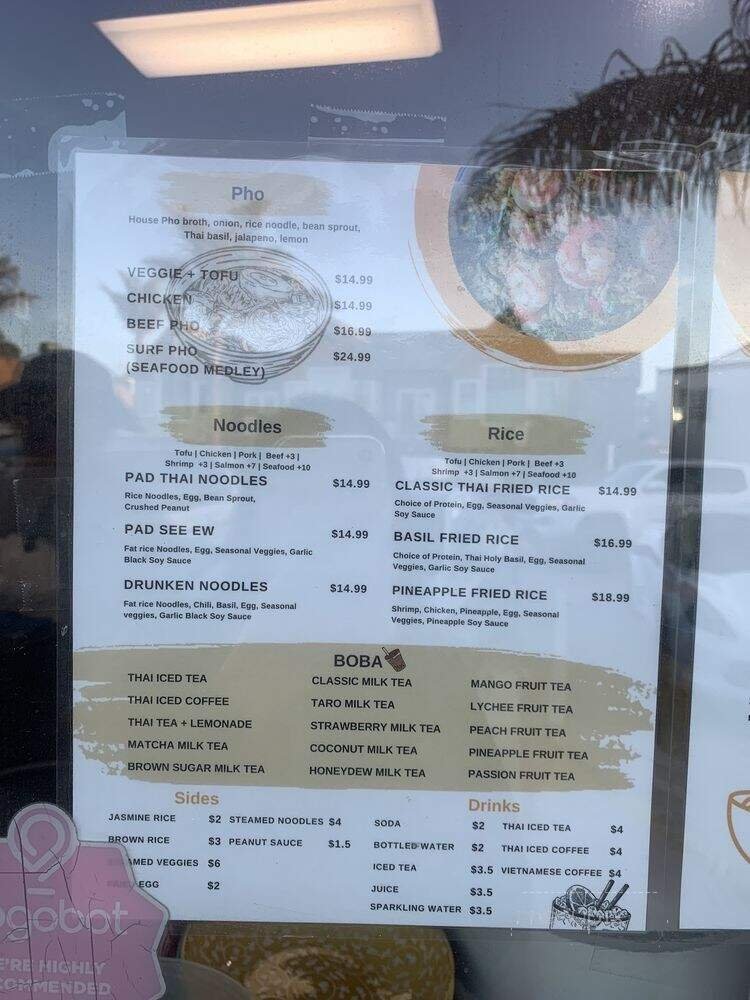 Pho
House Pho broth, onion, rice noodle, bean sprout,
Thai basil, jalapeno, lemon
VEGGIE + TOFU $14.99
CHICKEN $14.99
BEEF PHO $16.99
SURF PHO $24.99
(SEAFOOD MEDLEY)
Noodles
Tofu | Chicken | Pork | Beef +3 |
Shrimp +3 | Salmon +7 | Seafood +10
PAD THAI NOODLES $14.99
Rice Noodles, Egg, Bean Sprout,
Crushed Peanut
PAD SEE EW $14.99
Fat rice Noodles, Egg, Seasonal Veggies, Garlic
Black Soy Sauce
DRUNKEN NOODLES $14.99
Fat rice Noodles, Chili, Basil, Egg, Seasonal
veggies, Garlic Black Soy Sauce
Rice
Tofu | Chicken | Pork | Beef +3
Shrimp +3 | Salmon +7 | Seafood +10
CLASSIC THAI FRIED RICE $14.99
Choice of Protein, Egg, Seasonal Veggies, Garlic
Soy Sauce
BASIL FRIED RICE $16.99
Choice of Protein, Thai Holy Basil, Egg, Seasonal
Veggies, Garlic Soy Sauce
PINEAPPLE FRIED RICE $18.99
Shrimp, Chicken, Pineapple, Egg, Seasonal
Veggies, Pineapple Soy Sauce
BOBA
THAI ICED TEA
THAI ICED COFFEE
THAI TEA + LEMONADE
MATCHA MILK TEA
BROWN SUGAR MILK TEA
CLASSIC MILK TEA
TARO MILK TEA
STRAWBERRY MILK TEA
COCONUT MILK TEA
HONEYDEW MILK TEA
MANGO FRUIT TEA
LYCHEE FRUIT TEA
PEACH FRUIT TEA
PINEAPPLE FRUIT TEA
PASSION FRUIT TEA
Sides
JASMINE RICE $2 STEAMED NOODLES $4
BROWN RICE $3 PEANUT SAUCE $1.5
AMED VEGGIES $6
EGG $2
Drinks
SODA $2 THAI ICED TEA $4
BOTTLED WATER $2 THAI ICED COFFEE $4
ICED TEA $3.5 VIETNAMESE COFFEE $4
JUICE $3.5
SPARKLING WATER $3.5
ogobot
E'RE HIGHLY
COMMENDED